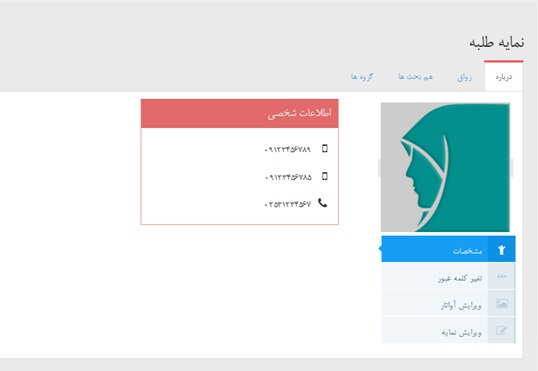 نمایه طلبه
درباره
رواق
هم بحث ها
گروه ها
اطلاعات شخصی
۰۹۱۲۳۴۵۶۷۸۹
۰۹۱۲۳۴۵۶۷۸۵
۰۲۵۳۱۲۳۴۵۶۷
مشخصات
تغییر کلمه عبور
ویرایش آواتار
ویرایش نمایه